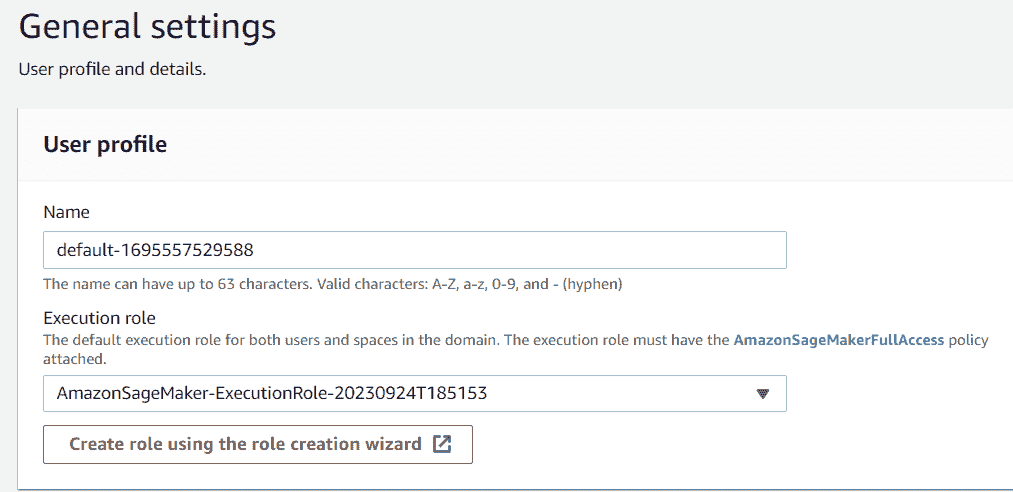 General settings
User profile and details.
User profile
Name
default-1695557529588
The name can have up to 63 characters. Valid characters: A-Z, a-z, 0-9, and - (hyphen)
Execution role
The default execution role for both users and spaces in the domain. The execution role must have the AmazonSageMakerFullAccess policy
attached.
AmazonSageMaker-ExecutionRole-20230924T185153
Create role using the role creation wizard